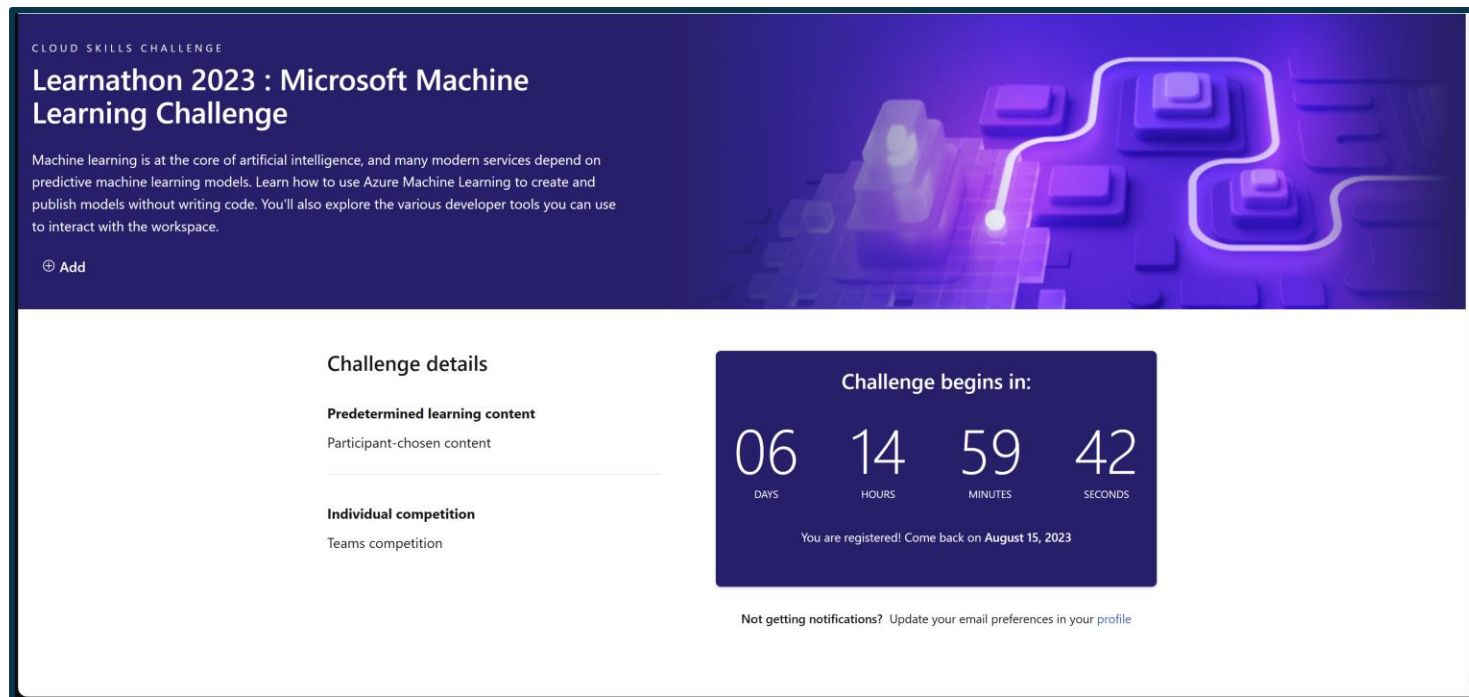 CLOUD SKILLS CHALLENGE
Learnathon 2023 : Microsoft Machine
Learning Challenge
Machine learning is at the core of artificial intelligence, and many modern services depend on
predictive machine learning models. Learn how to use Azure Machine Learning to create and
publish models without writing code. You'll also explore the various developer tools you can use
to interact with the workspace.
Add
Challenge details
Predetermined learning content
Participant-chosen content
Individual competition
Teams competition
Challenge begins in:
06 14 59 42
DAYS HOURS MINUTES SECONDS
You are registered! Come back on August 15, 2023
Not getting notifications? Update your email preferences in your profile